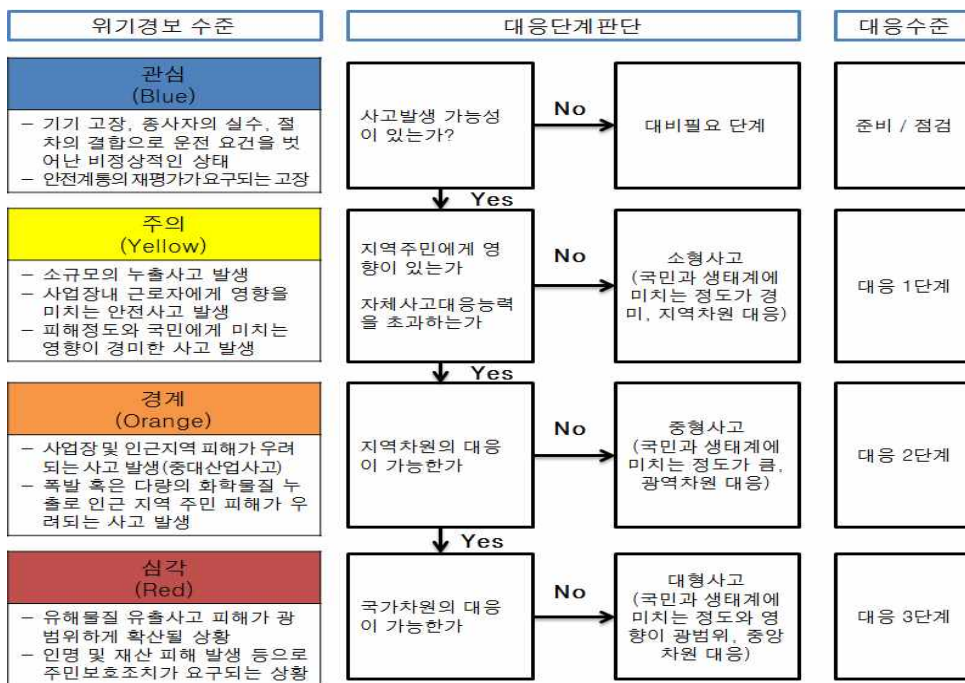 위기경보 수준
대응단계판단
대응수준
관심
(Blue)
– 기기 고장, 종사자의 실수, 절
차의 결합으로 운전 요건을 벗
어난 비정상적인 상태
– 안전계통의 재평가가 요구되는 고장
사고발생 가능성
이 있는가?
No
대비필요 단계
준비 / 점검
Yes
주의
(Yellow)
– 소규모의 누출사고 발생
– 사업장내 근로자에게 영향을
미치는 안전사고 발생
– 피해정도와 국민에게 미치는
영향이 경미한 사고 발생
지역주민에게 영
향이 있는가
자체사고대응능력
을 초과하는가
No
소형사고
(국민과 생태계에
미치는 정도가 경
미, 지역차원 대응)
대응 1단계
Yes
경계
(Orange)
– 사업장 및 인근지역 피해가 우려
되는 사고 발생(중대산업사고)
– 폭발 혹은 다량의 화학물질 누
출로 인근 지역 주민 피해가 우
려되는 사고 발생
지역차원의 대응
이 가능한가
No
중형사고
(국민과 생태계에
미치는 정도가 큼,
광역차원 대응)
대응 2단계
Yes
심각
(Red)
– 유해물질 유출사고 피해가 광
범위하게 확산될 상황
– 인명 및 재산 피해 발생 등으로
주민보호조치가 요구되는 상황
국가차원의 대응
이 가능한가
No
대형사고
(국민과 생태계에
미치는 정도와 영
향이 광범위, 중앙
차원 대응)
대응 3단계